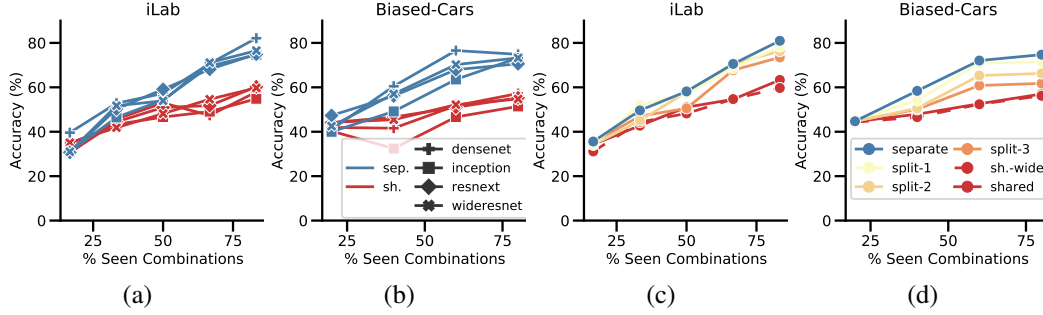 iLab
Accuracy (%)
80
60
40
20
0
25 50 75
% Seen Combinations
(a)
Biased-Cars
Accuracy (%)
80
60
40
20
0
25 50 75
% Seen Combinations
sep.
sh.
densenet
inception
resnext
wideresnet
(b)
iLab
Accuracy (%)
80
60
40
20
0
25 50 75
% Seen Combinations
(c)
Biased-Cars
Accuracy (%)
80
60
40
20
0
25 50 75
% Seen Combinations
separate
split-1
split-2
split-3
sh.-wide
shared
(d)